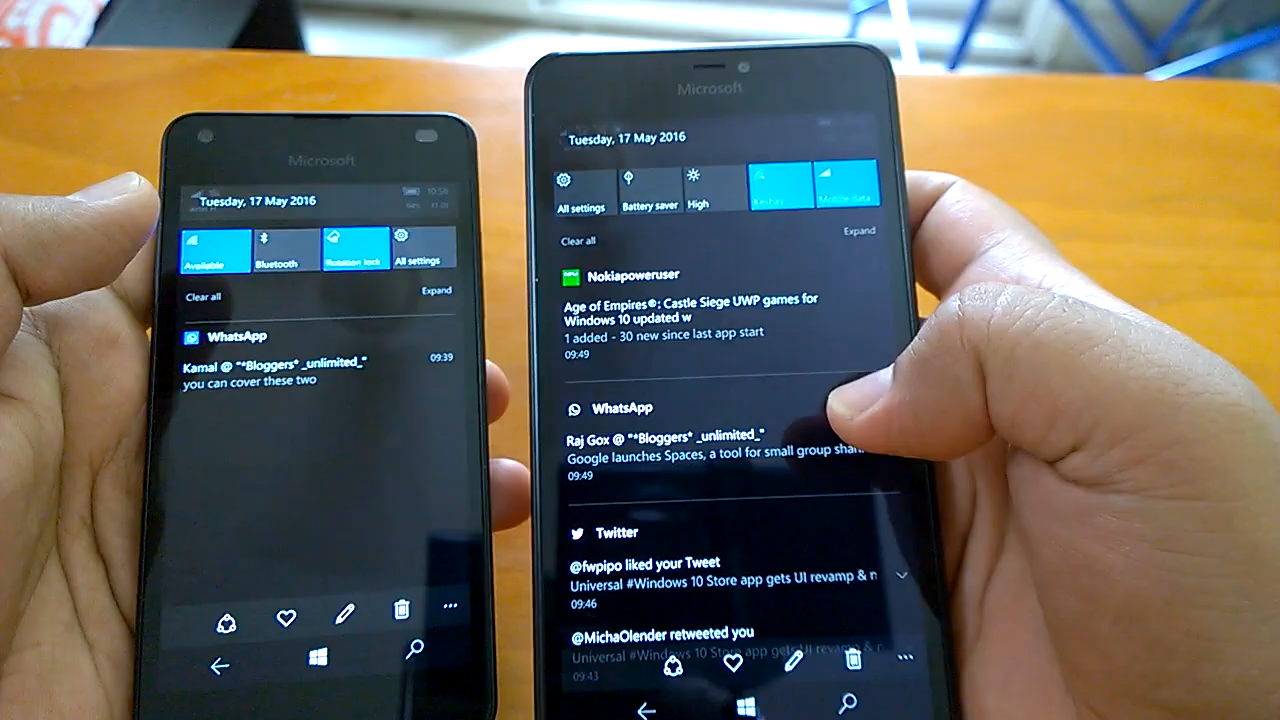 Microsoft
Tuesday, 17 May 2016
10:58
Available
Bluetooth
Rotation lock
All settings
Clear all
Expand
WhatsApp
Kamal @ "*Bloggers* _unlimited_"
09:39
you can cover these two
Microsoft
Tuesday, 17 May 2016
All settings
Battery saver
High
Mobile data
Clear all
Expand
Nokiapoweruser
Age of Empires®: Castle Siege UWP games for
Windows 10 updated w
1 added - 30 new since last app start
09:49
WhatsApp
Raj Gox @ "*Bloggers* _unlimited_"
Google launches Spaces, a tool for small group shar
09:49
Twitter
@fwpipo liked your Tweet
Universal #Windows 10 Store app gets UI revamp & n
09:46
@MichaOlender retweeted you
Universal #Windows 10 Store app gets UI revamp & r
09:43